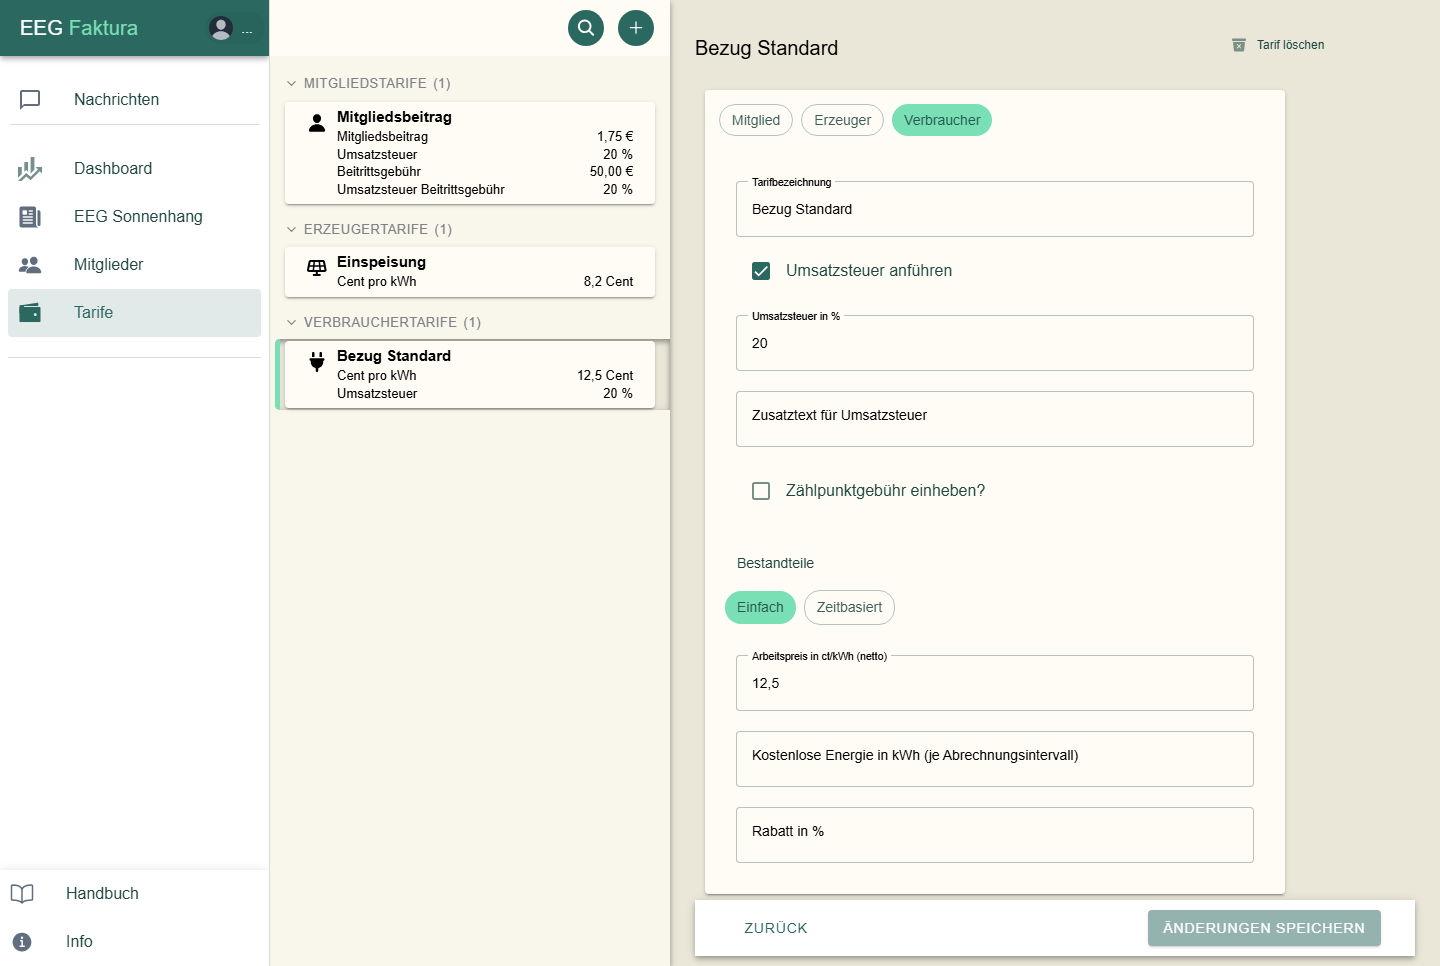 EEG Faktura
...
Nachrichten
Dashboard
EEG Sonnenhang
Mitglieder
Tarife
Handbuch
Info
MITGLIEDSTARIFE (1)
Mitgliedsbeitrag
Mitgliedsbeitrag 1,75 €
Umsatzsteuer 20 %
Beitrittsgebühr 50,00 €
Umsatzsteuer Beitrittsgebühr 20 %
ERZEUGERTARIFE (1)
Einspeisung
Cent pro kWh 8,2 Cent
VERBRAUCHERTARIFE (1)
Bezug Standard
Cent pro kWh 12,5 Cent
Umsatzsteuer 20 %
Bezug Standard
Tarif löschen
Mitglied Erzeuger Verbraucher
Tarifbezeichnung
Bezug Standard
Umsatzsteuer anführen
Umsatzsteuer in %
20
Zusatztext für Umsatzsteuer
Zählpunktgebühr einheben?
Bestandteile
Einfach Zeitbasiert
Arbeitspreis in ct/kWh (netto)
12,5
Kostenlose Energie in kWh (je Abrechnungsintervall)
Rabatt in %
ZURÜCK
ÄNDERUNGEN SPEICHERN